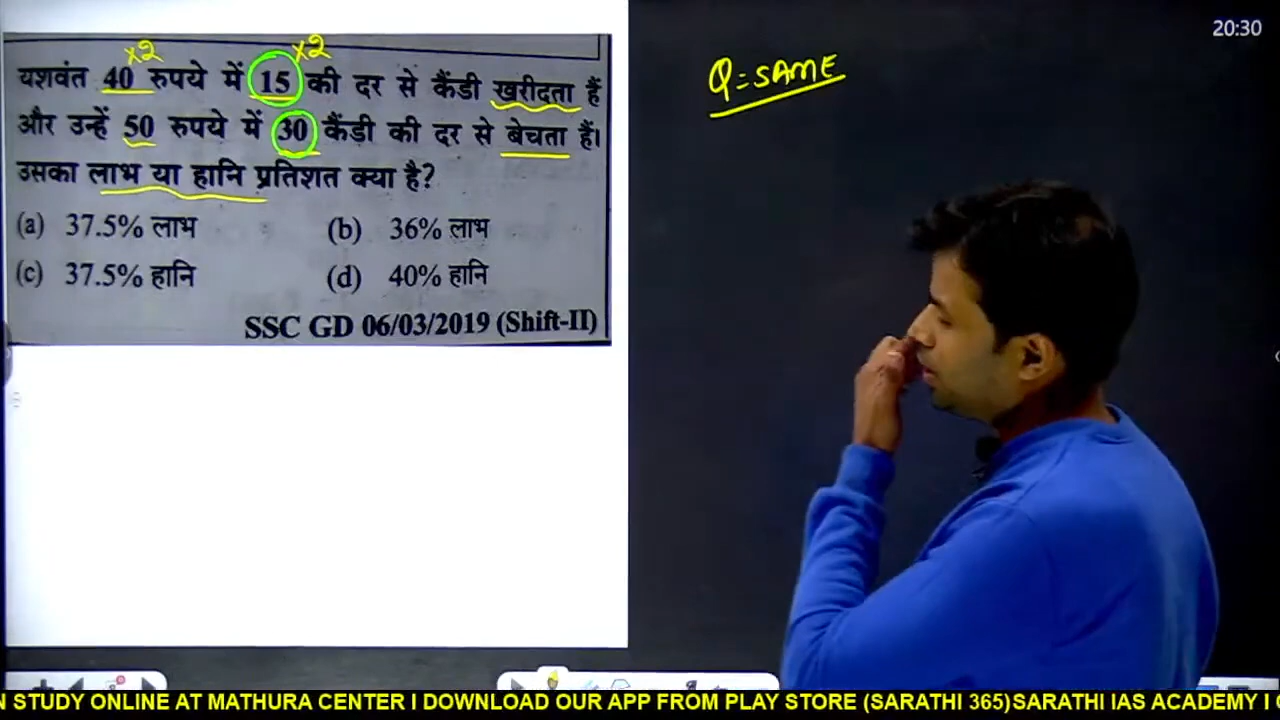 20:30
×2 ×2
यशवंत 40 रुपये में 15 की दर से कैंडी खरीदता हैं
और उन्हें 50 रुपये में 30 कैंडी की दर से बेचता हैं।
उसका लाभ या हानि प्रतिशत क्या है?
(a) 37.5% लाभ (b) 36% लाभ
(c) 37.5% हानि (d) 40% हानि
SSC GD 06/03/2019 (Shift-II)
Q=SAME
N STUDY ONLINE AT MATHURA CENTER I DOWNLOAD OUR APP FROM PLAY STORE (SARATHI 365)SARATHI IAS ACADEMY I